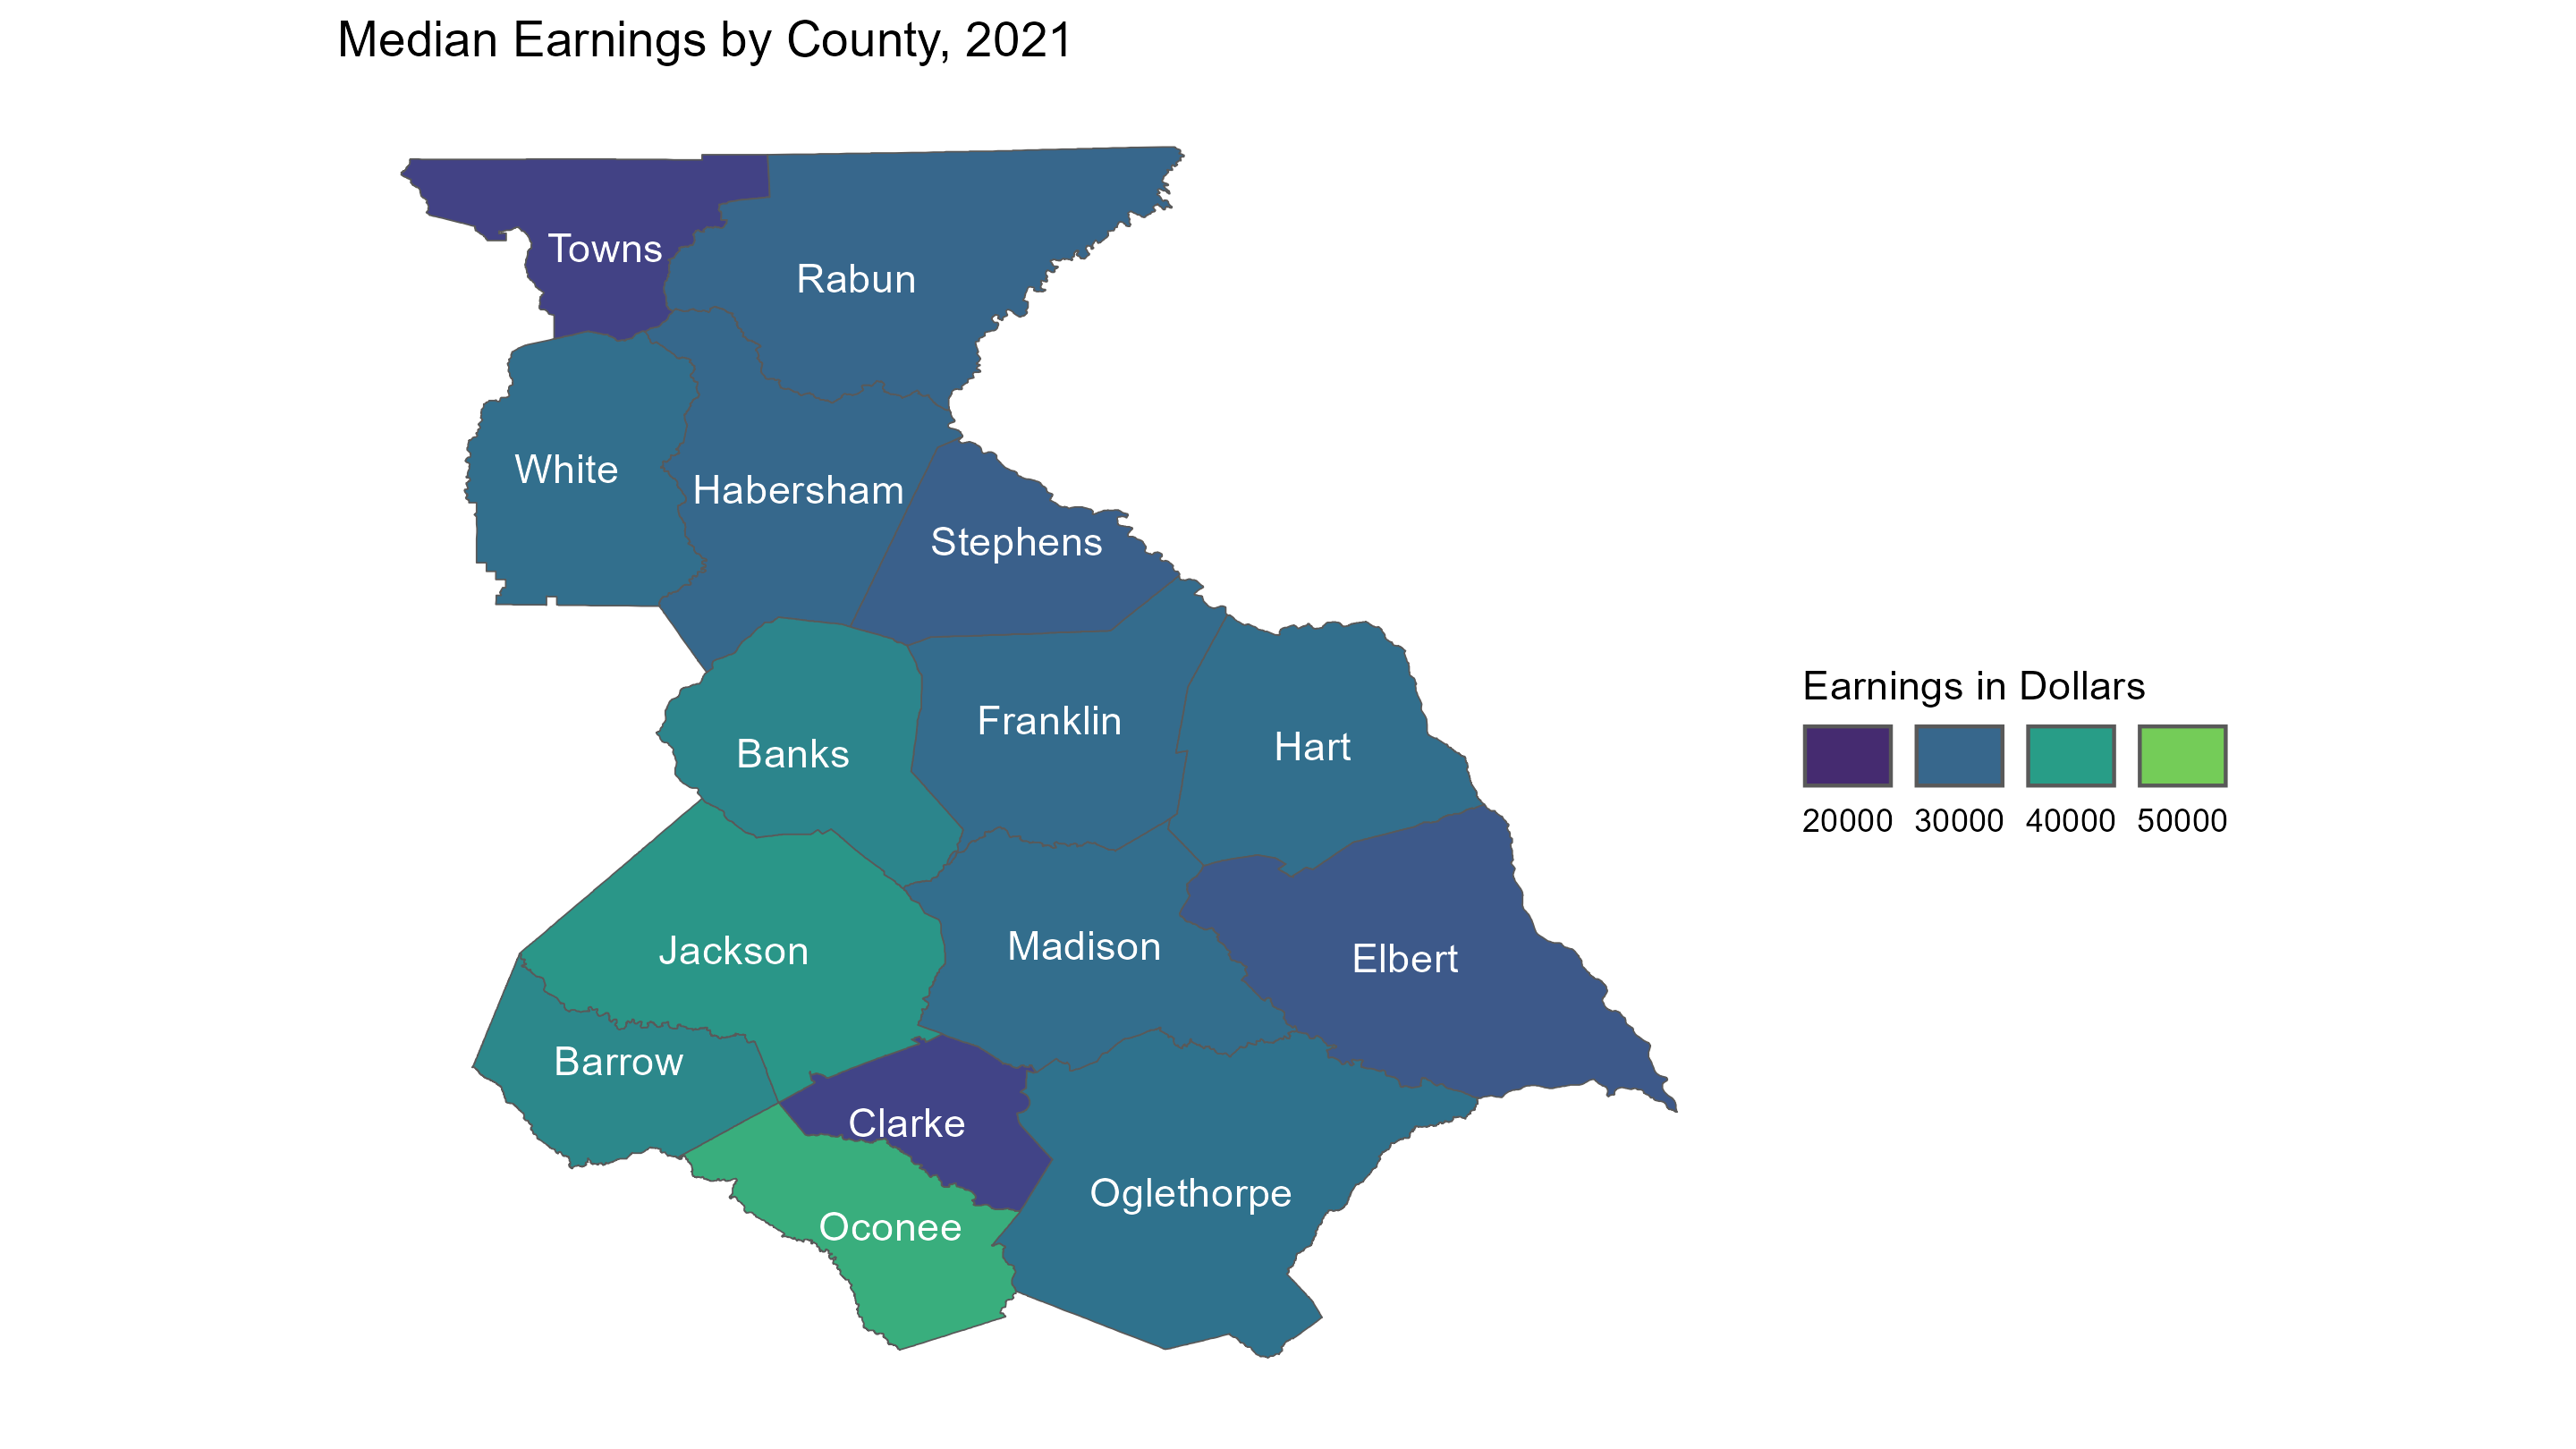 Median Earnings by County, 2021
Towns
Rabun
White
Habersham
Stephens
Franklin
Hart
Banks
Jackson
Madison
Elbert
Barrow
Clarke
Oglethorpe
Oconee
Earnings in Dollars
20000 30000 40000 50000